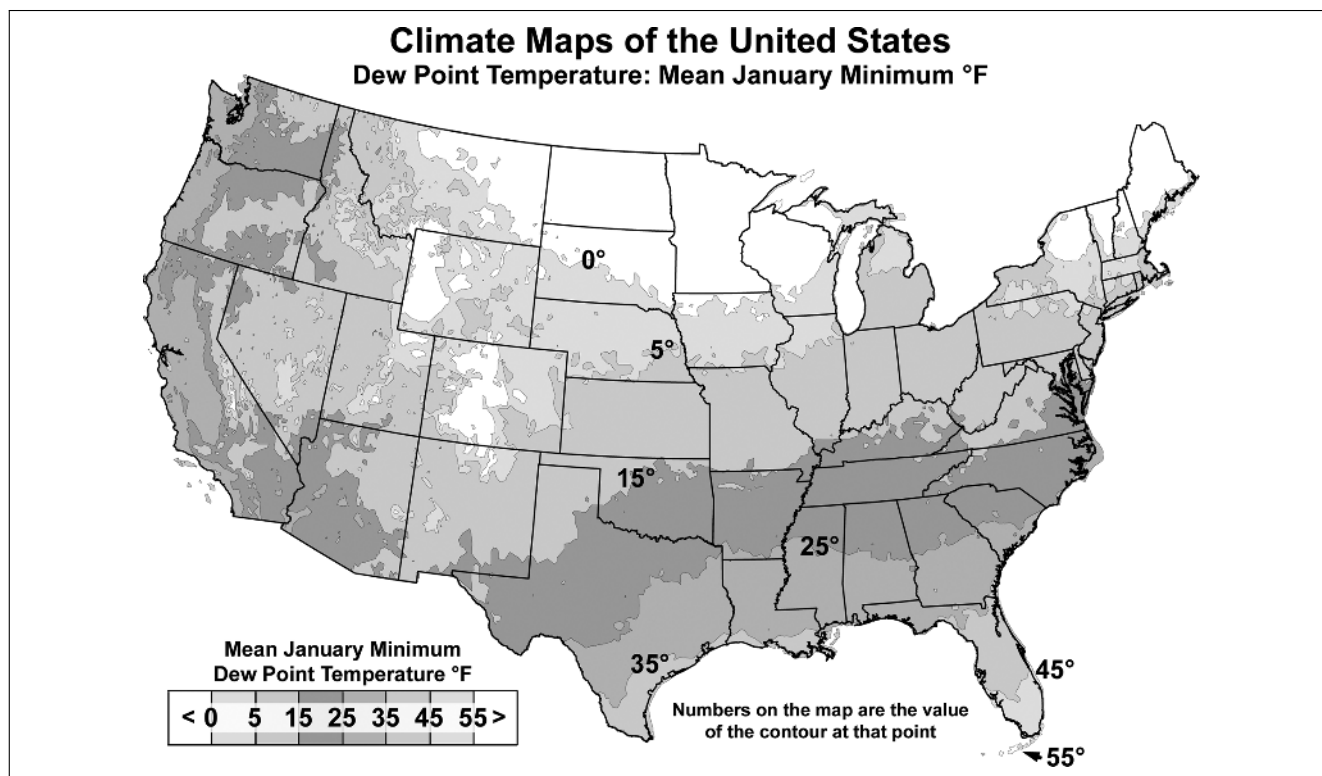 Climate Maps of the United States
Dew Point Temperature: Mean January Minimum °F
0°
5°
15°
25°
35°
45°
55°
Mean January Minimum
Dew Point Temperature °F
< 0 5 15 25 35 45 55 >
Numbers on the map are the value
of the contour at that point